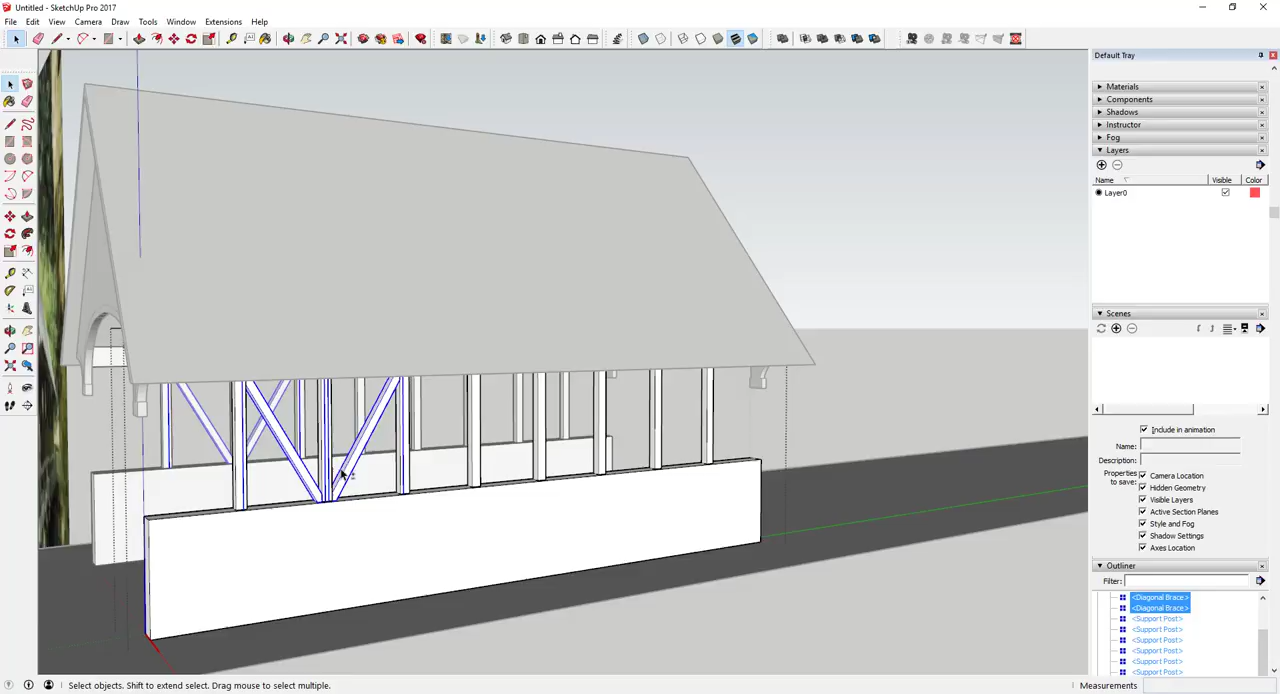 Untitled - SketchUp Pro 2017
File Edit View Camera Draw Tools Window Extensions Help
Default Tray
Materials
Components
Shadows
Instructor
Fog
Layers
Name Visible Color
Layer0
Scenes
Include in animation
Name:
Description:
Properties to save:
Camera Location
Hidden Geometry
Visible Layers
Active Section Planes
Style and Fog
Shadow Settings
Axes Location
Outliner
Filter:
<Diagonal Brace>
<Diagonal Brace>
<Support Post>
<Support Post>
<Support Post>
<Support Post>
<Support Post>
<Support Post>
Select objects. Shift to extend select. Drag mouse to select multiple.
Measurements